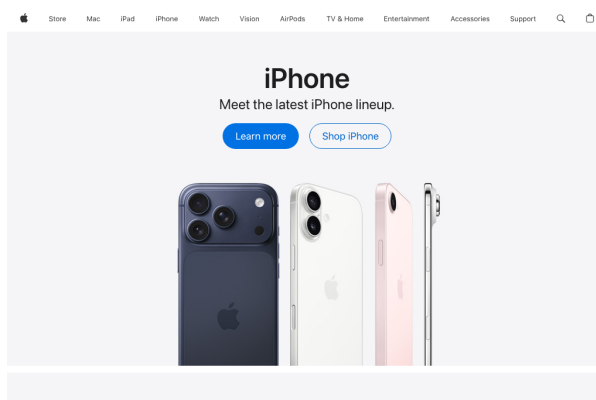 Store Mac iPad iPhone Watch Vision AirPods TV & Home Entertainment Accessories Support
iPhone
Meet the latest iPhone lineup.
Learn more Shop iPhone